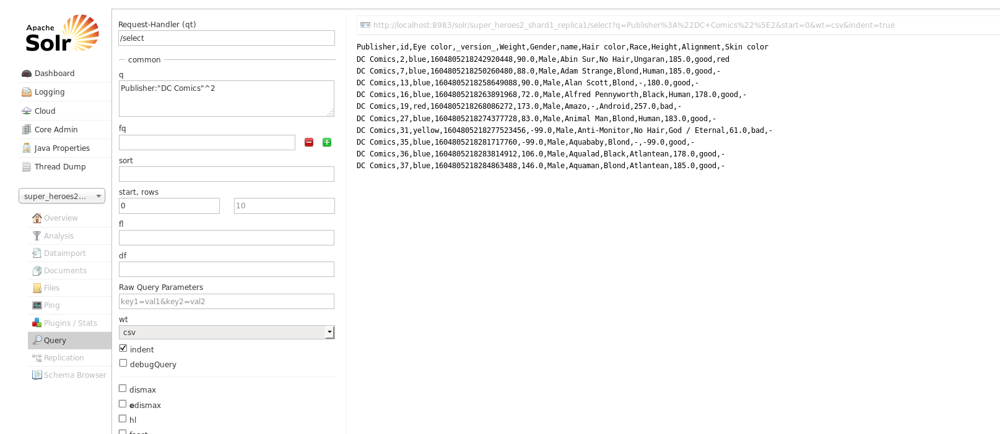 Apache
Solr
Dashboard
Logging
Cloud
Core Admin
Java Properties
Thread Dump
super_heroes2...
Overview
Analysis
Dataimport
Documents
Files
Ping
Plugins / Stats
Query
Replication
Schema Browser
Request-Handler (qt)
/select
common
q
Publisher:"DC Comics"^2
fq
sort
start, rows
0 10
fl
df
Raw Query Parameters
key1=val1&key2=val2
wt
csv
indent
debugQuery
dismax
edismax
hl
facet
http://localhost:8983/solr/super_heroes2_shard1_replica1/select?q=Publisher%3A%22DC+Comics%22%5E2&start=0&wt=csv&indent=true
Publisher,id,Eye color,_version_,Weight,Gender,name,Hair color,Race,Height,Alignment,Skin color
DC Comics,2,blue,1604805218242920448,90.0,Male,Abin Sur,No Hair,Ungaran,185.0,good,red
DC Comics,7,blue,1604805218250260480,88.0,Male,Adam Strange,Blond,Human,185.0,good,-
DC Comics,13,blue,1604805218258649088,90.0,Male,Alan Scott,Blond,-,180.0,good,-
DC Comics,16,blue,1604805218263891968,72.0,Male,Alfred Pennyworth,Black,Human,178.0,good,-
DC Comics,19,red,1604805218268086272,173.0,Male,Amazo,-,Android,257.0,bad,-
DC Comics,27,blue,1604805218274377728,83.0,Male,Animal Man,Blond,Human,183.0,good,-
DC Comics,31,yellow,1604805218277523456,-99.0,Male,Anti-Monitor,No Hair,God / Eternal,61.0,bad,-
DC Comics,35,blue,1604805218281717760,-99.0,Male,Aquababy,Blond,-,-99.0,good,-
DC Comics,36,blue,1604805218283814912,106.0,Male,Aqualad,Black,Atlantean,178.0,good,-
DC Comics,37,blue,1604805218284863488,146.0,Male,Aquaman,Blond,Atlantean,185.0,good,-